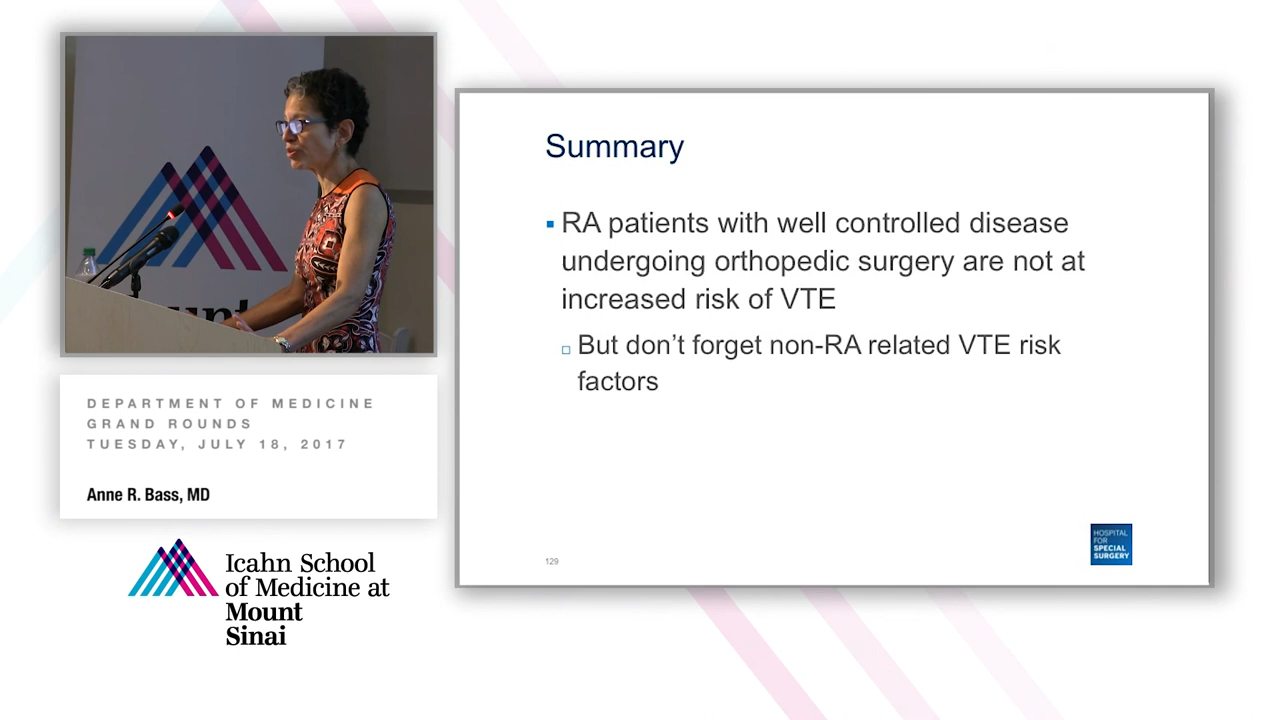 DEPARTMENT OF MEDICINE
GRAND ROUNDS
TUESDAY, JULY 18, 2017
Anne R. Bass, MD
Icahn School
of Medicine at
Mount
Sinai
Summary
RA patients with well controlled disease
undergoing orthopedic surgery are not at
increased risk of VTE
But don’t forget non-RA related VTE risk
factors
129
HOSPITAL
FOR
SPECIAL
SURGERY